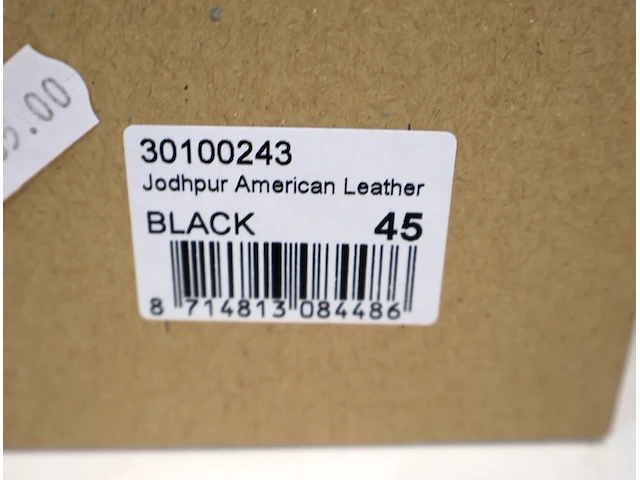 30100243
Jodhpur American Leather
BLACK 45
8 714813 084486